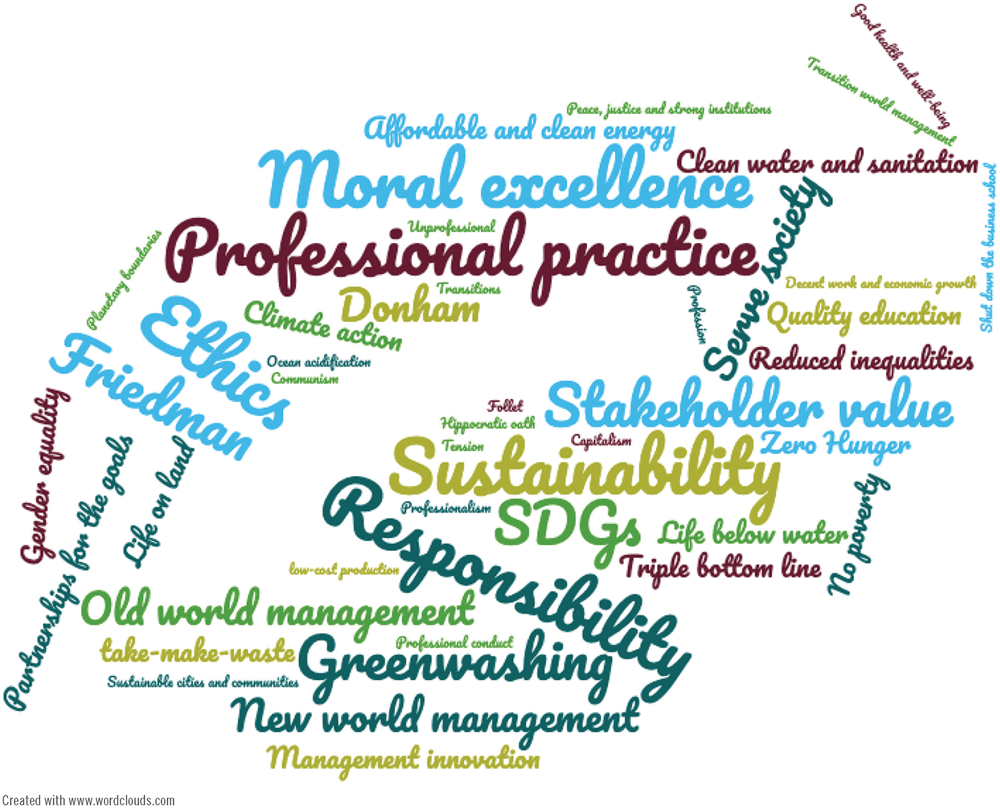 Good health and well-being
Transition world management
Peace, justice and strong institutions
Affordable and clean energy
Moral excellence
Clean water and sanitation
Serve society
Shut down the business school
Unprofessional
Professional practice
Planetary boundaries
Transitions
Donham
Decent work and economic growth
Profession
Climate action
Quality education
Ethics
Friedman
Ocean acidification
Communism
Reduced inequalities
Stakeholder value
Gender equality
Follet
Hippocratic oath
Tension
Capitalism
Zero Hunger
Partnerships for the goals
Life on land
Sustainability
Responsibility
Professionalism
SDGs
Life below water
No poverty
Triple bottom line
low-cost production
Old world management
take-make-waste
Professional conduct
Greenwashing
Sustainable cities and communities
New world management
Management innovation
Created with www.wordclouds.com